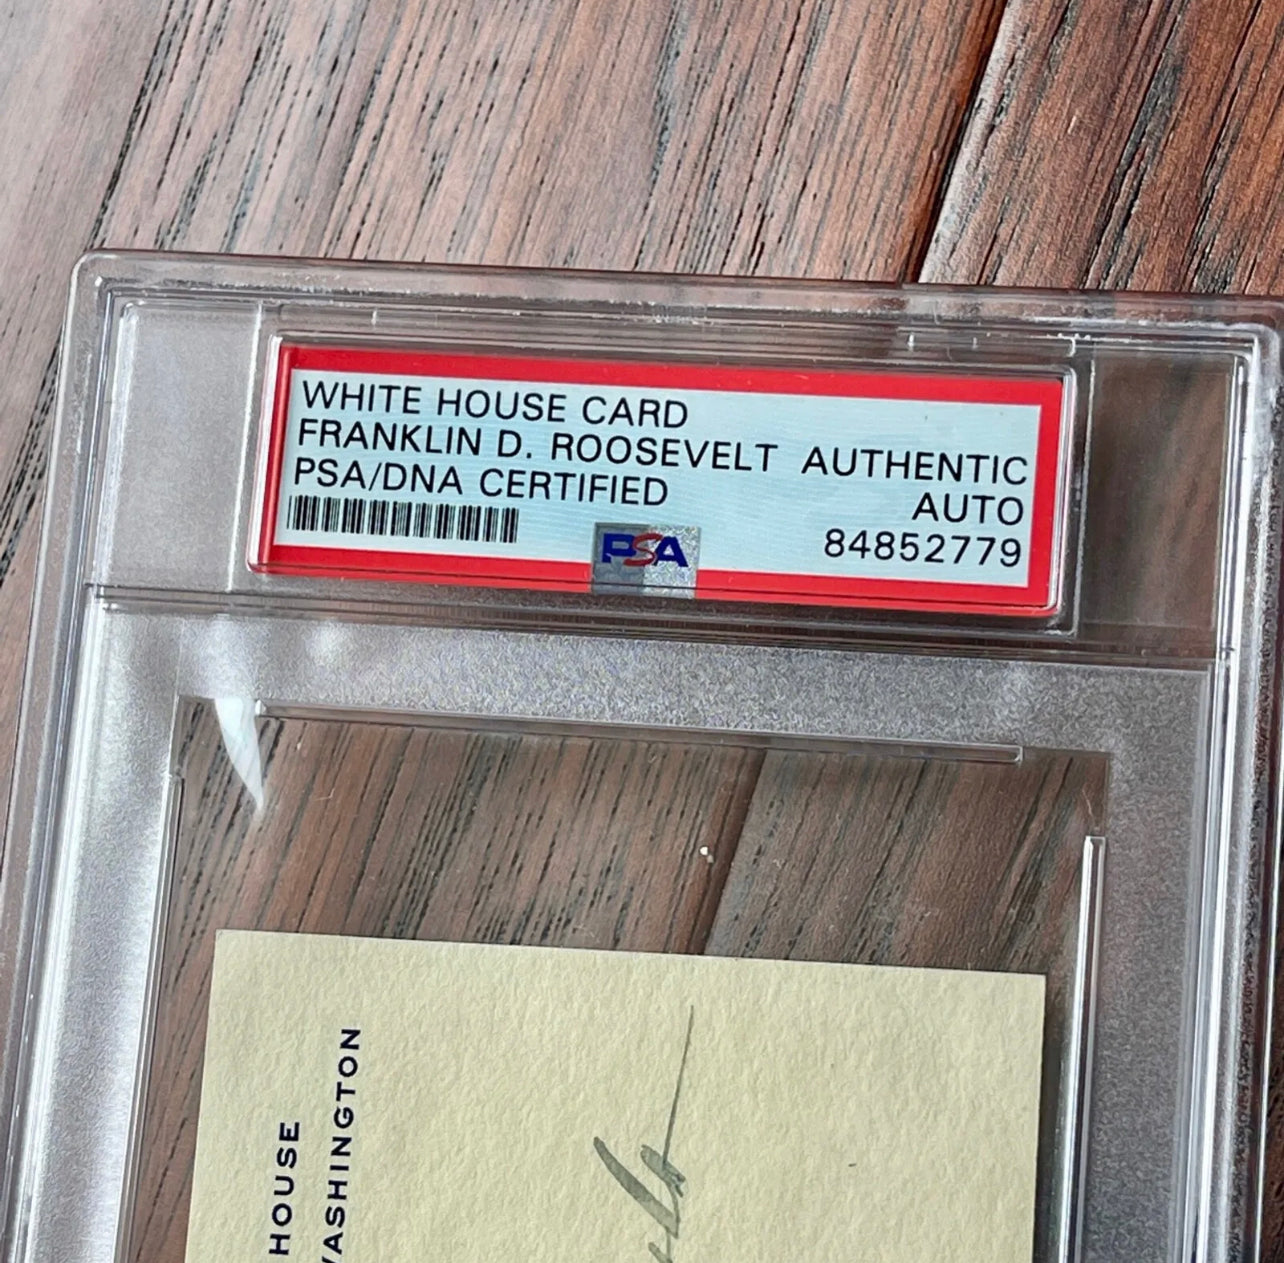 WHITE HOUSE CARD
FRANKLIN D. ROOSEVELT AUTHENTIC
PSA/DNA CERTIFIED AUTO
PSA 84852779
HOUSE
WASHINGTON